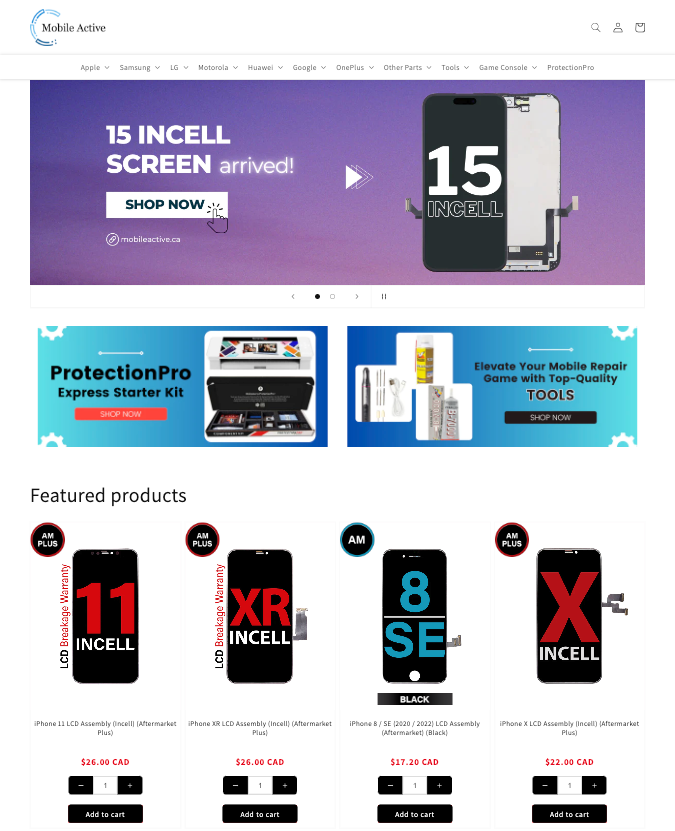 Mobile Active
Apple
Samsung
LG
Motorola
Huawei
Google
OnePlus
Other Parts
Tools
Game Console
ProtectionPro
15 INCELL
SCREEN arrived!
SHOP NOW
mobileactive.ca
15
INCELL
ProtectionPro
Express Starter Kit
SHOP NOW
Elevate Your Mobile Repair
Game with Top-Quality
TOOLS
SHOP NOW
Featured products
AM
PLUS
LCD Breakage Warranty
11
INCELL
iPhone 11 LCD Assembly (Incell) (Aftermarket
Plus)
$26.00 CAD
− 1 +
Add to cart
AM
PLUS
LCD Breakage Warranty
XR
INCELL
iPhone XR LCD Assembly (Incell) (Aftermarket
Plus)
$26.00 CAD
− 1 +
Add to cart
AM
8
SE
BLACK
iPhone 8 / SE (2020 / 2022) LCD Assembly
(Aftermarket) (Black)
$17.20 CAD
− 1 +
Add to cart
AM
PLUS
X
INCELL
iPhone X LCD Assembly (Incell) (Aftermarket
Plus)
$22.00 CAD
− 1 +
Add to cart